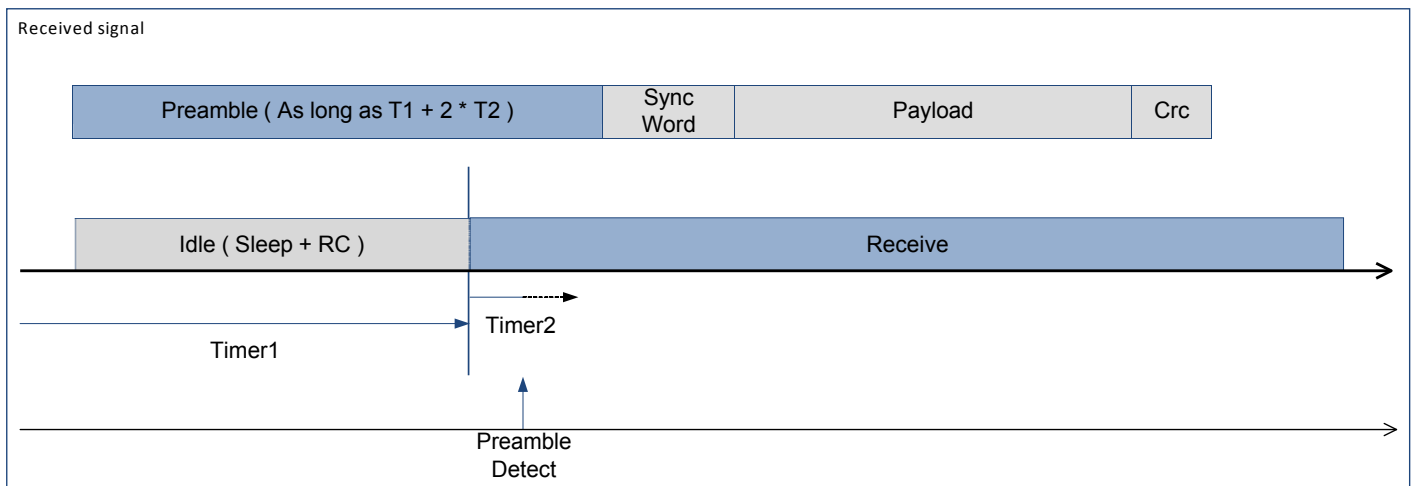 Received signal
Preamble ( As long as T1 + 2 * T2 )
Sync
Word
Payload
Crc
Idle ( Sleep + RC )
Receive
Timer2
Timer1
Preamble
Detect